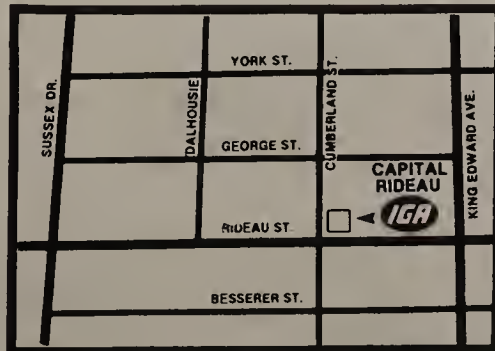 YORK ST.
SUSSEX DR.
DALHOUSIE
CUMBERLAND ST.
KING EDWARD AVE.
GEORGE ST.
CAPITAL
RIDEAU
IGA
RIDEAU ST.
BESSERER ST.